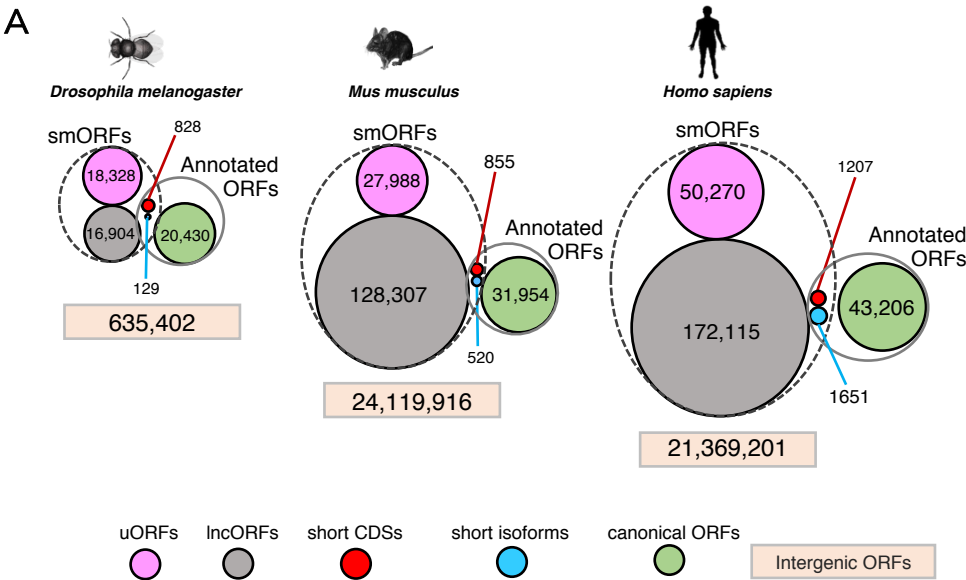 A
Drosophila melanogaster
Mus musculus
Homo sapiens
smORFs
828
Annotated
ORFs
18,328
16,904
20,430
129
635,402
smORFs
855
27,988
Annotated
ORFs
128,307
31,954
520
24,119,916
smORFs
1207
50,270
Annotated
ORFs
172,115
43,206
1651
21,369,201
uORFs
lncORFs
short CDSs
short isoforms
canonical ORFs
Intergenic ORFs